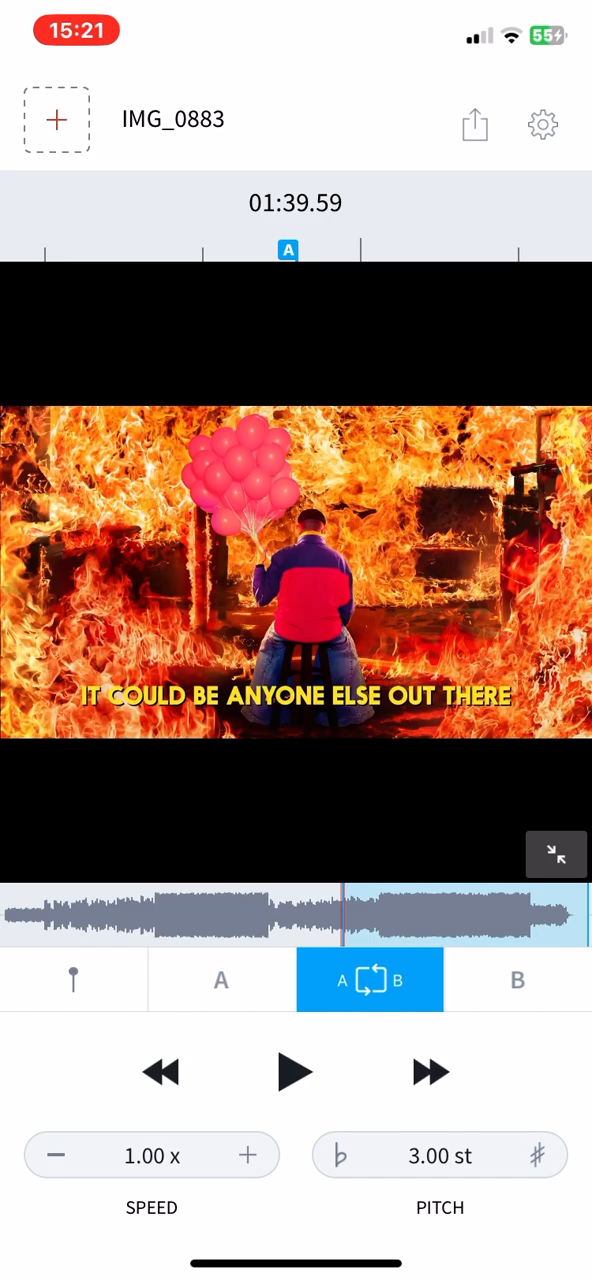 15:21
55
IMG_0883
01:39.59
A
IT COULD BE ANYONE ELSE OUT THERE
A
A B
B
1.00 x
♭ 3.00 st ♯
SPEED
PITCH